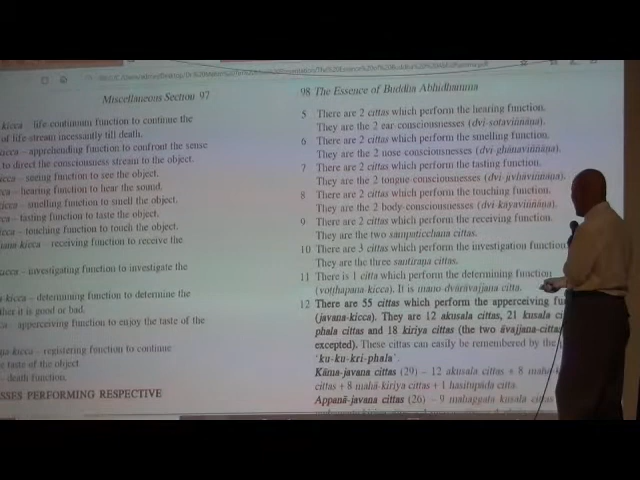 Miscellaneous Section 97
kicca – life-continuum function to continue the
of life-stream incessantly till death.
kicca – apprehending function to confront the sense
to direct the consciousness stream to the object.
kicca – seeing function to see the object.
kicca – hearing function to hear the sound.
kicca – smelling function to smell the object.
kicca – tasting function to taste the object.
kicca – touching function to touch the object.
kicca – receiving function to receive the
kicca – investigating function to investigate the
kicca – determining function to determine the
it is good or bad.
– apperceiving function to enjoy the taste of the
kicca – registering function to continue
taste of the object
– death function.
PERFORMING RESPECTIVE
98 The Essence of Buddha Abhidhamma
5 There are 2 cittas which perform the hearing function.
They are the 2 ear-consciousnesses (dvi-sotaviññāṇa).
6 There are 2 cittas which perform the smelling function.
They are the 2 nose-consciousnesses (dvi-ghānaviññāṇa).
7 There are 2 cittas which perform the tasting function.
They are the 2 tongue-consciousnesses (dvi-jivhāviññāṇa).
8 There are 2 cittas which perform the touching function.
They are the 2 body-consciousnesses (dvi-kāyaviññāṇa).
9 There are 2 cittas which perform the receiving function.
They are the two sampaṭicchana cittas.
10 There are 3 cittas which perform the investigation function
They are the three santīraṇa cittas.
11 There is 1 citta which perform the determining function
(voṭṭhapana kicca). It is mano dvārāvajjana citta.
12 There are 55 cittas which perform the apperceiving
(javana-kicca). They are 12 akusala cittas, 21 kusala
phala cittas and 18 kiriya cittas (the two āvajjana-cittas
excepted). These cittas can easily be remembered by the
'ku-ku-kri-phala'.
Kāma-javana cittas (29) – 12 akusala cittas + 8
cittas + 8 mahā-kiriya cittas + 1 hasituppāda citta.
Appanā-javana cittas (26) – 9 mahaggata kusala